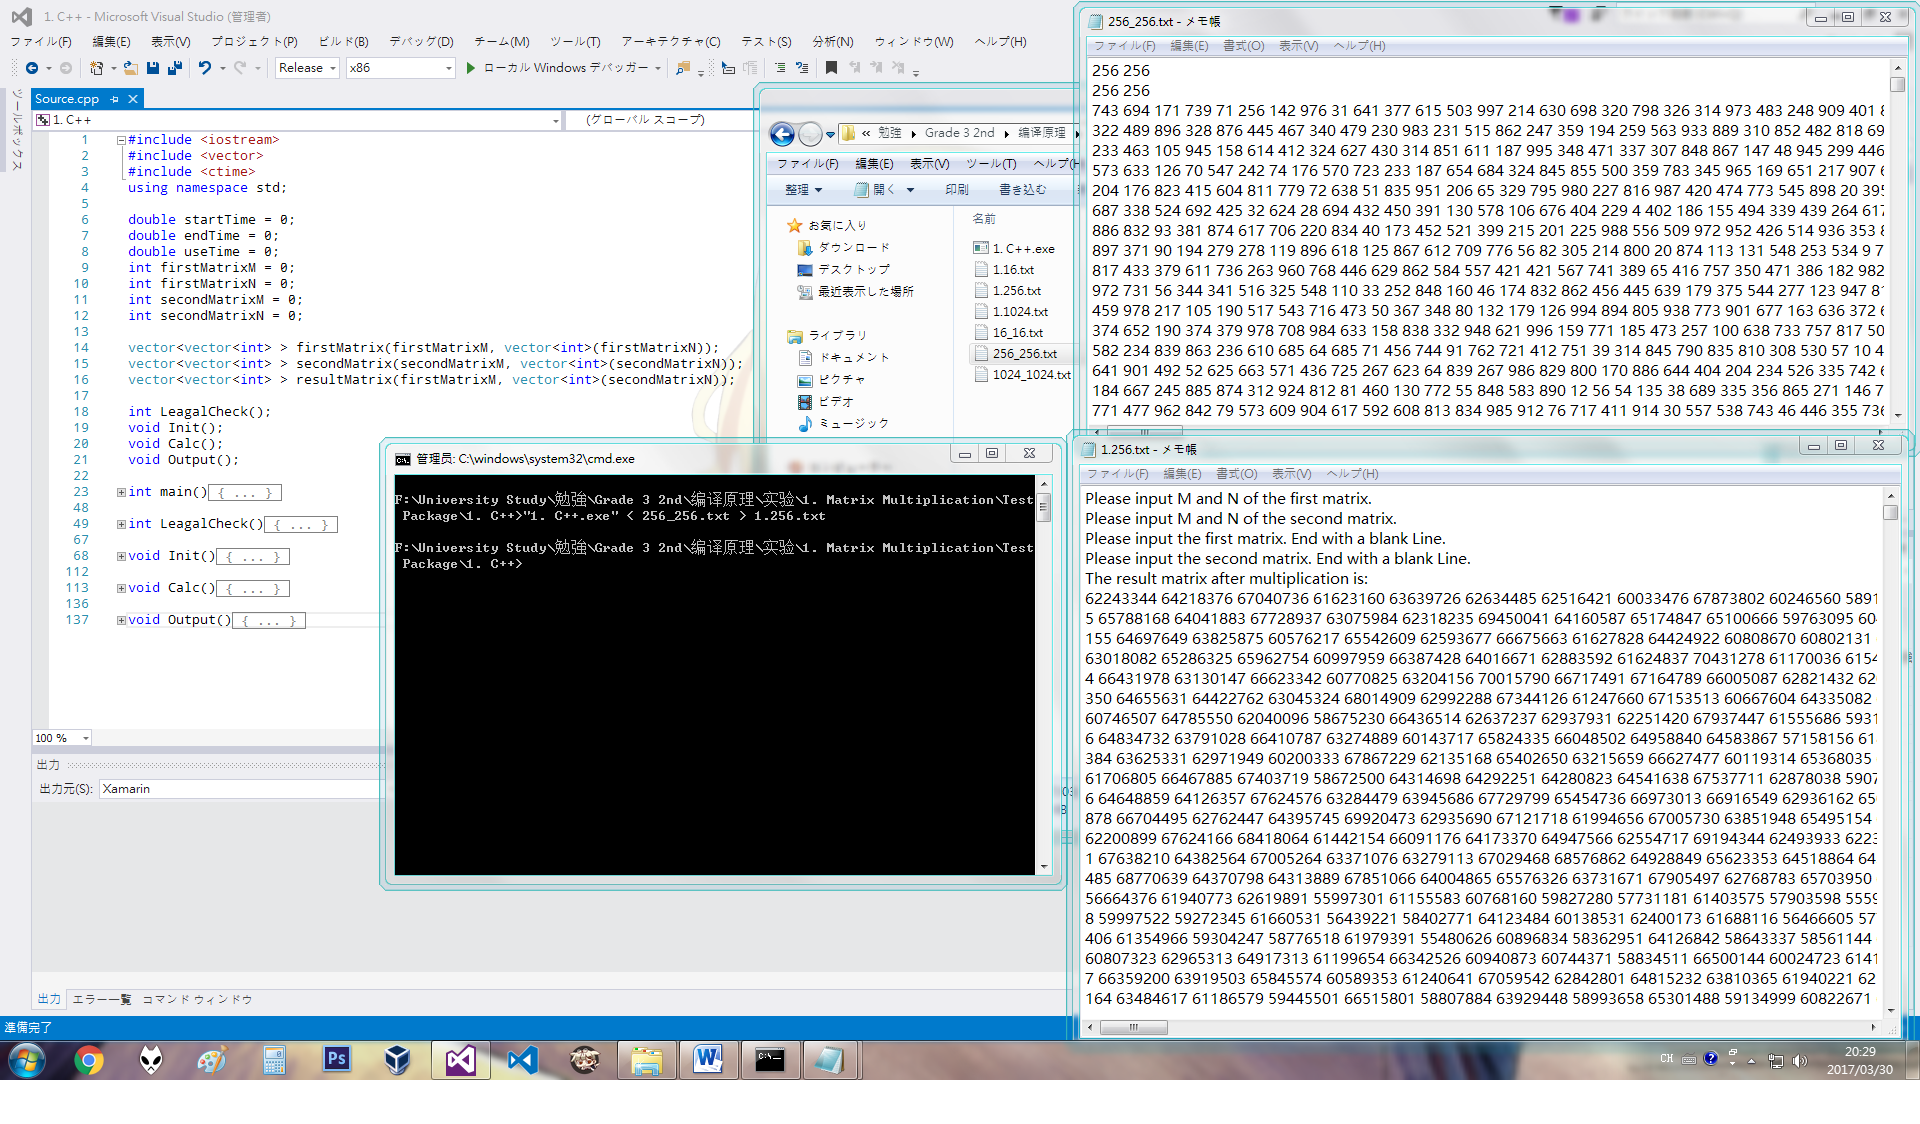 1. C++ - Microsoft Visual Studio (管理者)
ファイル(F) 編集(E) 表示(V) プロジェクト(P) ビルド(B) デバッグ(D) チーム(M) ツール(T) アーキテクチャ(C) テスト(S) 分析(N) ウィンドウ(W) ヘルプ(H)
Release x86 ローカル Windows デバッガー
ツールボックス
Source.cpp
1. C++ (グローバル スコープ)
1 #include <iostream>
2 #include <vector>
3 #include <ctime>
4 using namespace std;
5
6 double startTime = 0;
7 double endTime = 0;
8 double useTime = 0;
9 int firstMatrixM = 0;
10 int firstMatrixN = 0;
11 int secondMatrixM = 0;
12 int secondMatrixN = 0;
13
14 vector<vector<int> > firstMatrix(firstMatrixM, vector<int>(firstMatrixN));
15 vector<vector<int> > secondMatrix(secondMatrixM, vector<int>(secondMatrixN));
16 vector<vector<int> > resultMatrix(firstMatrixM, vector<int>(secondMatrixN));
17
18 int LeagalCheck();
19 void Init();
20 void Calc();
21 void Output();
22
23 int main(){ ... }
48
49 int LeagalCheck(){ ... }
67
68 void Init(){ ... }
112
113 void Calc(){ ... }
136
137 void Output(){ ... }
100 %
出力
出力元(S): Xamarin
出力 エラー一覧 コマンド ウィンドウ
準備完了
« 勉強 Grade 3 2nd 编译原理
ファイル(F) 編集(E) 表示(V) ツール(T) ヘルプ(H
整理 開く 印刷 書き込む
お気に入り
ダウンロード
デスクトップ
最近表示した場所
ライブラリ
ドキュメント
ピクチャ
ビデオ
ミュージック
名前
1. C++.exe
1.16.txt
1.256.txt
1.1024.txt
16_16.txt
256_256.txt
1024_1024.txt
管理员: C:\windows\system32\cmd.exe
F:\University Study\勉強\Grade 3 2nd\编译原理\实验\1. Matrix Multiplication\Test
Package\1. C++>"1. C++.exe" < 256_256.txt > 1.256.txt
F:\University Study\勉強\Grade 3 2nd\编译原理\实验\1. Matrix Multiplication\Test
Package\1. C++>
256_256.txt - メモ帳
ファイル(F) 編集(E) 書式(O) 表示(V) ヘルプ(H)
256 256
256 256
743 694 171 739 71 256 142 976 31 641 377 615 503 997 214 630 698 320 798 326 314 973 483 248 909 401
322 489 896 328 876 445 467 340 479 230 983 231 515 862 247 359 194 259 563 933 889 310 852 482 818 69
233 463 105 945 158 614 412 324 627 430 314 851 611 187 995 348 471 337 307 848 867 147 48 945 299 446
573 633 126 70 547 242 74 176 570 723 233 187 654 684 324 845 855 500 359 783 345 965 169 651 217 907
204 176 823 415 604 811 779 72 638 51 835 951 206 65 329 795 980 227 816 987 420 474 773 545 898 20 395
687 338 524 692 425 32 624 28 694 432 450 391 130 578 106 676 404 229 4 402 186 155 494 339 439 264 617
886 832 93 381 874 617 706 220 834 40 173 452 521 399 215 201 225 988 556 509 972 952 426 514 936 353
897 371 90 194 279 278 119 896 618 125 867 612 709 776 56 82 305 214 800 20 874 113 131 548 253 534 9 7
817 433 379 611 736 263 960 768 446 629 862 584 557 421 421 567 741 389 65 416 757 350 471 386 182 982
972 731 56 344 341 516 325 548 110 33 252 848 160 46 174 832 862 456 445 639 179 375 544 277 123 947 81
459 978 217 105 190 517 543 716 473 50 367 348 80 132 179 126 994 894 805 938 773 901 677 163 636 372
374 652 190 374 379 978 708 984 633 158 838 332 948 621 996 159 771 185 473 257 100 638 733 757 817 50
582 234 839 863 236 610 685 64 685 71 456 744 91 762 721 412 751 39 314 845 790 835 810 308 530 57 10 4
641 901 492 52 625 663 571 436 725 267 623 64 839 267 986 829 800 170 886 644 404 204 234 526 335 742
184 667 245 885 874 312 924 812 81 460 130 772 55 848 583 890 12 56 54 135 38 689 335 356 865 271 146 7
771 477 962 842 79 573 609 904 617 592 608 813 834 985 912 76 717 411 914 30 557 538 743 46 446 355 736
1.256.txt - メモ帳
ファイル(F) 編集(E) 書式(O) 表示(V) ヘルプ(H)
Please input M and N of the first matrix.
Please input M and N of the second matrix.
Please input the first matrix. End with a blank Line.
Please input the second matrix. End with a blank Line.
The result matrix after multiplication is:
62243344 64218376 67040736 61623160 63639726 62634485 62516421 60033476 67873802 60246560 5891
5 65788168 64041883 67728937 63075984 62318235 69450041 64160587 65174847 65100666 59763095 60
155 64697649 63825875 60576217 65542609 62593677 66675663 61627828 64424922 60808670 60802131
63018082 65286325 65962754 60997959 66387428 64016671 62883592 61624837 70431278 61170036 6154
4 66431978 63130147 66623342 60770825 63204156 70015790 66717491 67164789 66005087 62821432 62
350 64655631 64422762 63045324 68014909 62992288 67344126 61247660 67153513 60667604 64335082
60746507 64785550 62040096 58675230 66436514 62637237 62937931 62251420 67937447 61555686 5931
6 64834732 63791028 66410787 63274889 60143717 65824335 66048502 64958840 64583867 57158156 61
384 63625331 62971949 60200333 67867229 62135168 65402650 63215659 66627477 60119314 65368035
61706805 66467885 67403719 58672500 64314698 64292251 64280823 64541638 67537711 62878038 5907
6 64648859 64126357 67624576 63284479 63945686 67729799 65454736 66973013 66916549 62936162 65
878 66704495 62762447 64395745 69920473 62935690 67121718 61994656 67005730 63851948 65495154
62200899 67624166 68418064 61442154 66091176 64173370 64947566 62554717 69194344 62493933 6223
1 67638210 64382564 67005264 63371076 63279113 67029468 68576862 64928849 65623353 64518864 64
485 68770639 64370798 64313889 67851066 64004865 65576326 63731671 67905497 62768783 65703950
56664376 61940773 62619891 55997301 61155583 60768160 59827280 57731181 61403575 57903598 5559
8 59997522 59272345 61660531 56439221 58402771 64123484 60138531 62400173 61688116 56466605 57
406 61354966 59304247 58776518 61979391 55480626 60896834 58362951 64126842 58643337 58561144
60807323 62965313 64917313 61199654 66342526 60940873 60744371 58834511 66500144 60024723 6141
7 66359200 63919503 65845574 60589353 61240641 67059542 62842801 64815232 63810365 61940221 62
164 63484617 61186579 59445501 66515801 58807884 63929448 58993658 65301488 59134999 60822671
CH
20:29
2017/03/30